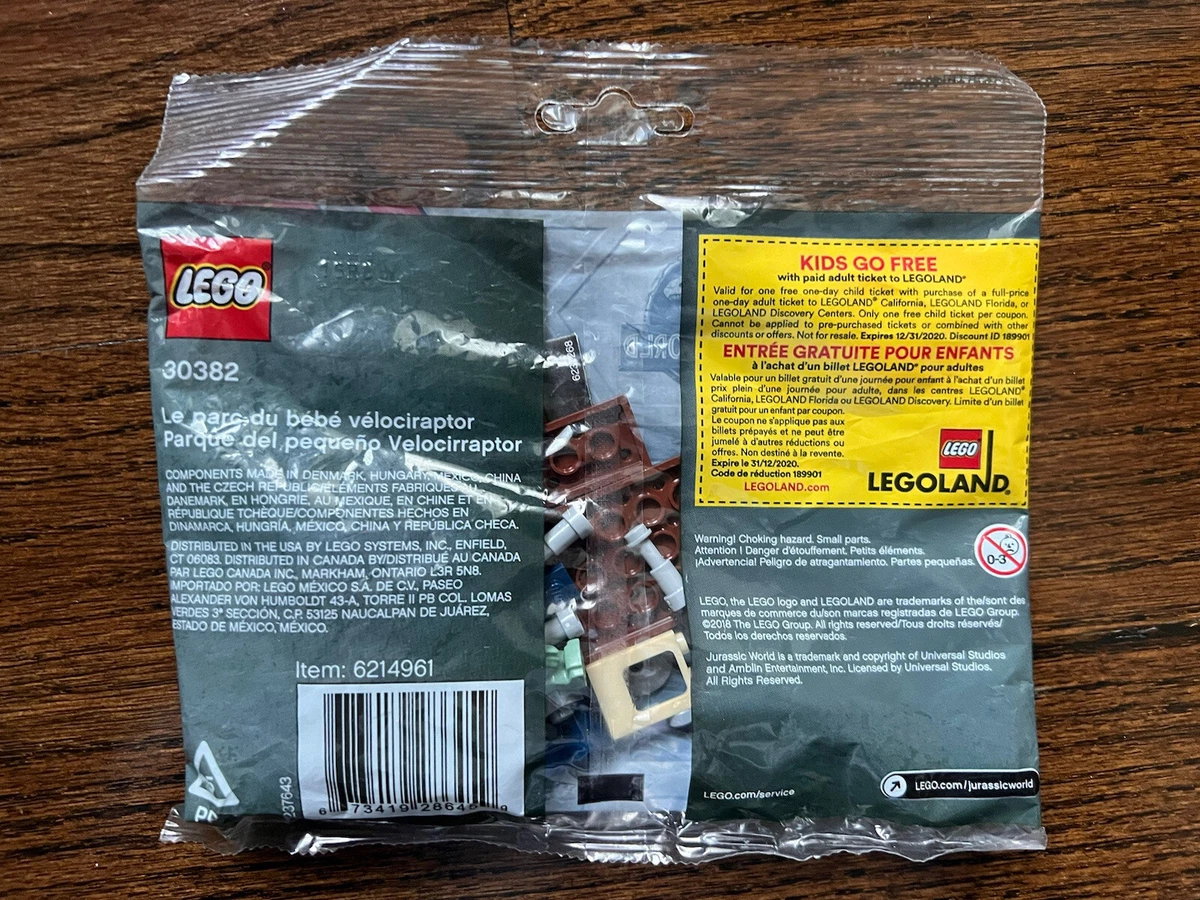 LEGO
30382
Le parc du bébé vélociraptor
Parque del pequeño Velocirraptor
COMPONENTS MADE IN DENMARK, HUNGARY, MEXICO, CHINA
AND THE CZECH REPUBLIC/ÉLÉMENTS FABRIQUÉS AU
DANEMARK, EN HONGRIE, AU MEXIQUE, EN CHINE ET EN
RÉPUBLIQUE TCHÈQUE/COMPONENTES HECHOS EN
DINAMARCA, HUNGRÍA, MÉXICO, CHINA Y REPÚBLICA CHECA.
DISTRIBUTED IN THE USA BY LEGO SYSTEMS, INC., ENFIELD,
CT 06083. DISTRIBUTED IN CANADA BY/DISTRIBUÉ AU CANADA
PAR LEGO CANADA INC., MARKHAM, ONTARIO L3R 5N8.
IMPORTADO POR: LEGO MÉXICO S.A. DE C.V., PASEO
ALEXANDER VON HUMBOLDT 43-A, TORRE II PB COL. LOMAS
VERDES 3ª SECCIÓN, C.P. 53125 NAUCALPAN DE JUÁREZ,
ESTADO DE MÉXICO, MÉXICO.
Item: 6214961
6 73419 28645 9
237643
KIDS GO FREE
with paid adult ticket to LEGOLAND®
Valid for one free one-day child ticket with purchase of a full-price
one-day adult ticket to LEGOLAND® California, LEGOLAND Florida, or
LEGOLAND Discovery Centers. Only one free child ticket per coupon.
Cannot be applied to pre-purchased tickets or combined with other
discounts or offers. Not for resale. Expires 12/31/2020. Discount ID 189901
ENTRÉE GRATUITE POUR ENFANTS
à l'achat d'un billet LEGOLAND® pour adultes
Valable pour un billet gratuit d'une journée pour enfant à l'achat d'un billet
prix plein d'une journée pour adulte, dans les centres LEGOLAND®
California, LEGOLAND Florida ou LEGOLAND Discovery. Limite d'un billet
gratuit pour un enfant par coupon.
Le coupon ne s'applique pas aux
billets prépayés et ne peut être
jumelé à d'autres réductions ou
offres. Non destiné à la revente.
Expire le 31/12/2020.
Code de réduction 189901
LEGOLAND.com
LEGO
LEGOLAND®
Warning! Choking hazard. Small parts.
Attention ! Danger d'étouffement. Petits éléments.
¡Advertencia! Peligro de atragantamiento. Partes pequeñas.
0-3
LEGO, the LEGO logo and LEGOLAND are trademarks of the/sont des
marques de commerce du/son marcas registradas de LEGO Group.
©2018 The LEGO Group. All rights reserved/Tous droits réservés/
Todos los derechos reservados.
Jurassic World is a trademark and copyright of Universal Studios
and Amblin Entertainment, Inc. Licensed by Universal Studios.
All Rights Reserved.
LEGO.com/service
LEGO.com/jurassicworld